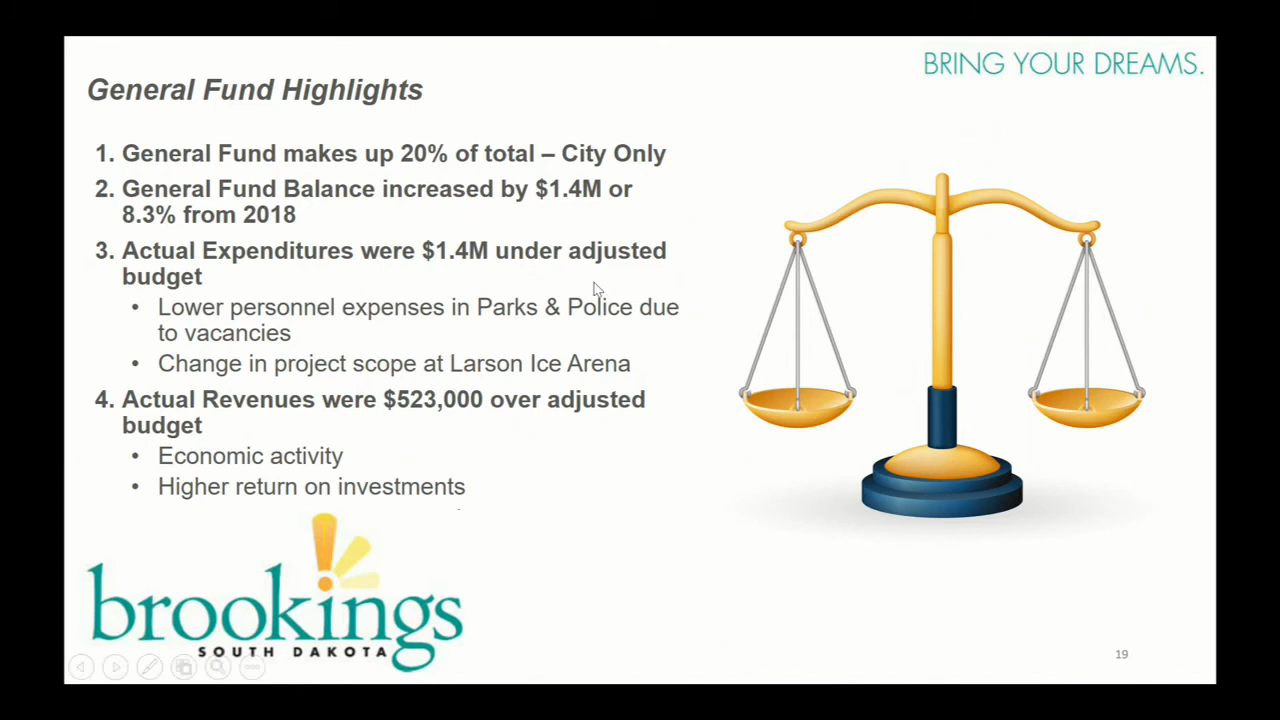 BRING YOUR DREAMS.
General Fund Highlights
1. General Fund makes up 20% of total – City Only
2. General Fund Balance increased by $1.4M or
8.3% from 2018
3. Actual Expenditures were $1.4M under adjusted
budget
• Lower personnel expenses in Parks & Police due
to vacancies
• Change in project scope at Larson Ice Arena
4. Actual Revenues were $523,000 over adjusted
budget
• Economic activity
• Higher return on investments
brookings
SOUTH DAKOTA
19